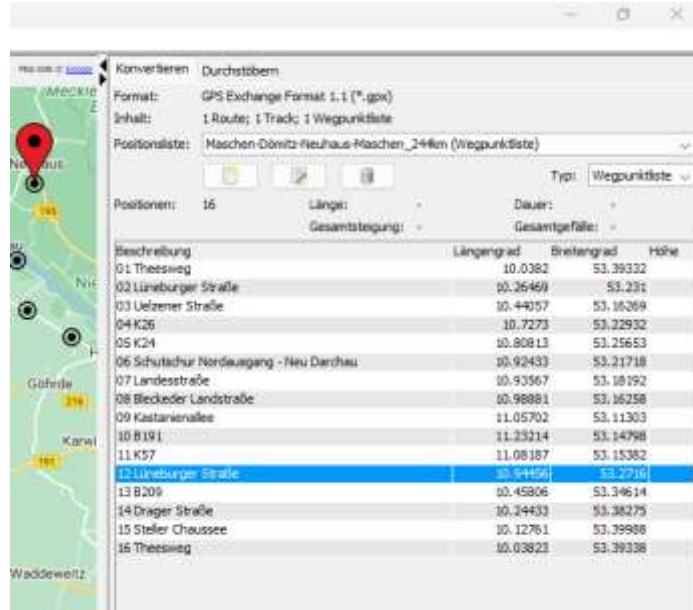 Konvertieren Durchstöbern
Format: GPS Exchange Format 1.1 (*.gpx)
Inhalt: 1 Route; 1 Track; 1 Wegpunktliste
Positionsliste: Maschen-Dömitz-Neuhaus-Maschen_244km (Wegpunktliste)
Typ: Wegpunktliste
Positionen: 16 Länge: - Dauer: -
Gesamtsteigung: - Gesamtgefälle: -
Beschreibung Längengrad Breitengrad Höhe
01 Theesweg 10.0382 53.39332
02 Lüneburger Straße 10.26469 53.231
03 Uelzener Straße 10.44057 53.16269
04 K26 10.7273 53.22932
05 K24 10.80813 53.25653
06 Schutschur Nordausgang - Neu Darchau 10.92433 53.21718
07 Landesstraße 10.93567 53.18192
08 Bleckeder Landstraße 10.98881 53.16258
09 Kastanienallee 11.05702 53.11303
10 B191 11.23214 53.14798
11 K57 11.08187 53.15382
12 Lüneburger Straße 10.94456 53.2716
13 B209 10.45806 53.34614
14 Drager Straße 10.24433 53.38275
15 Steller Chaussee 10.12761 53.39988
16 Theesweg 10.03823 53.39338
195
Nie
Göhrde
216
Karwi
191
Waddeweitz